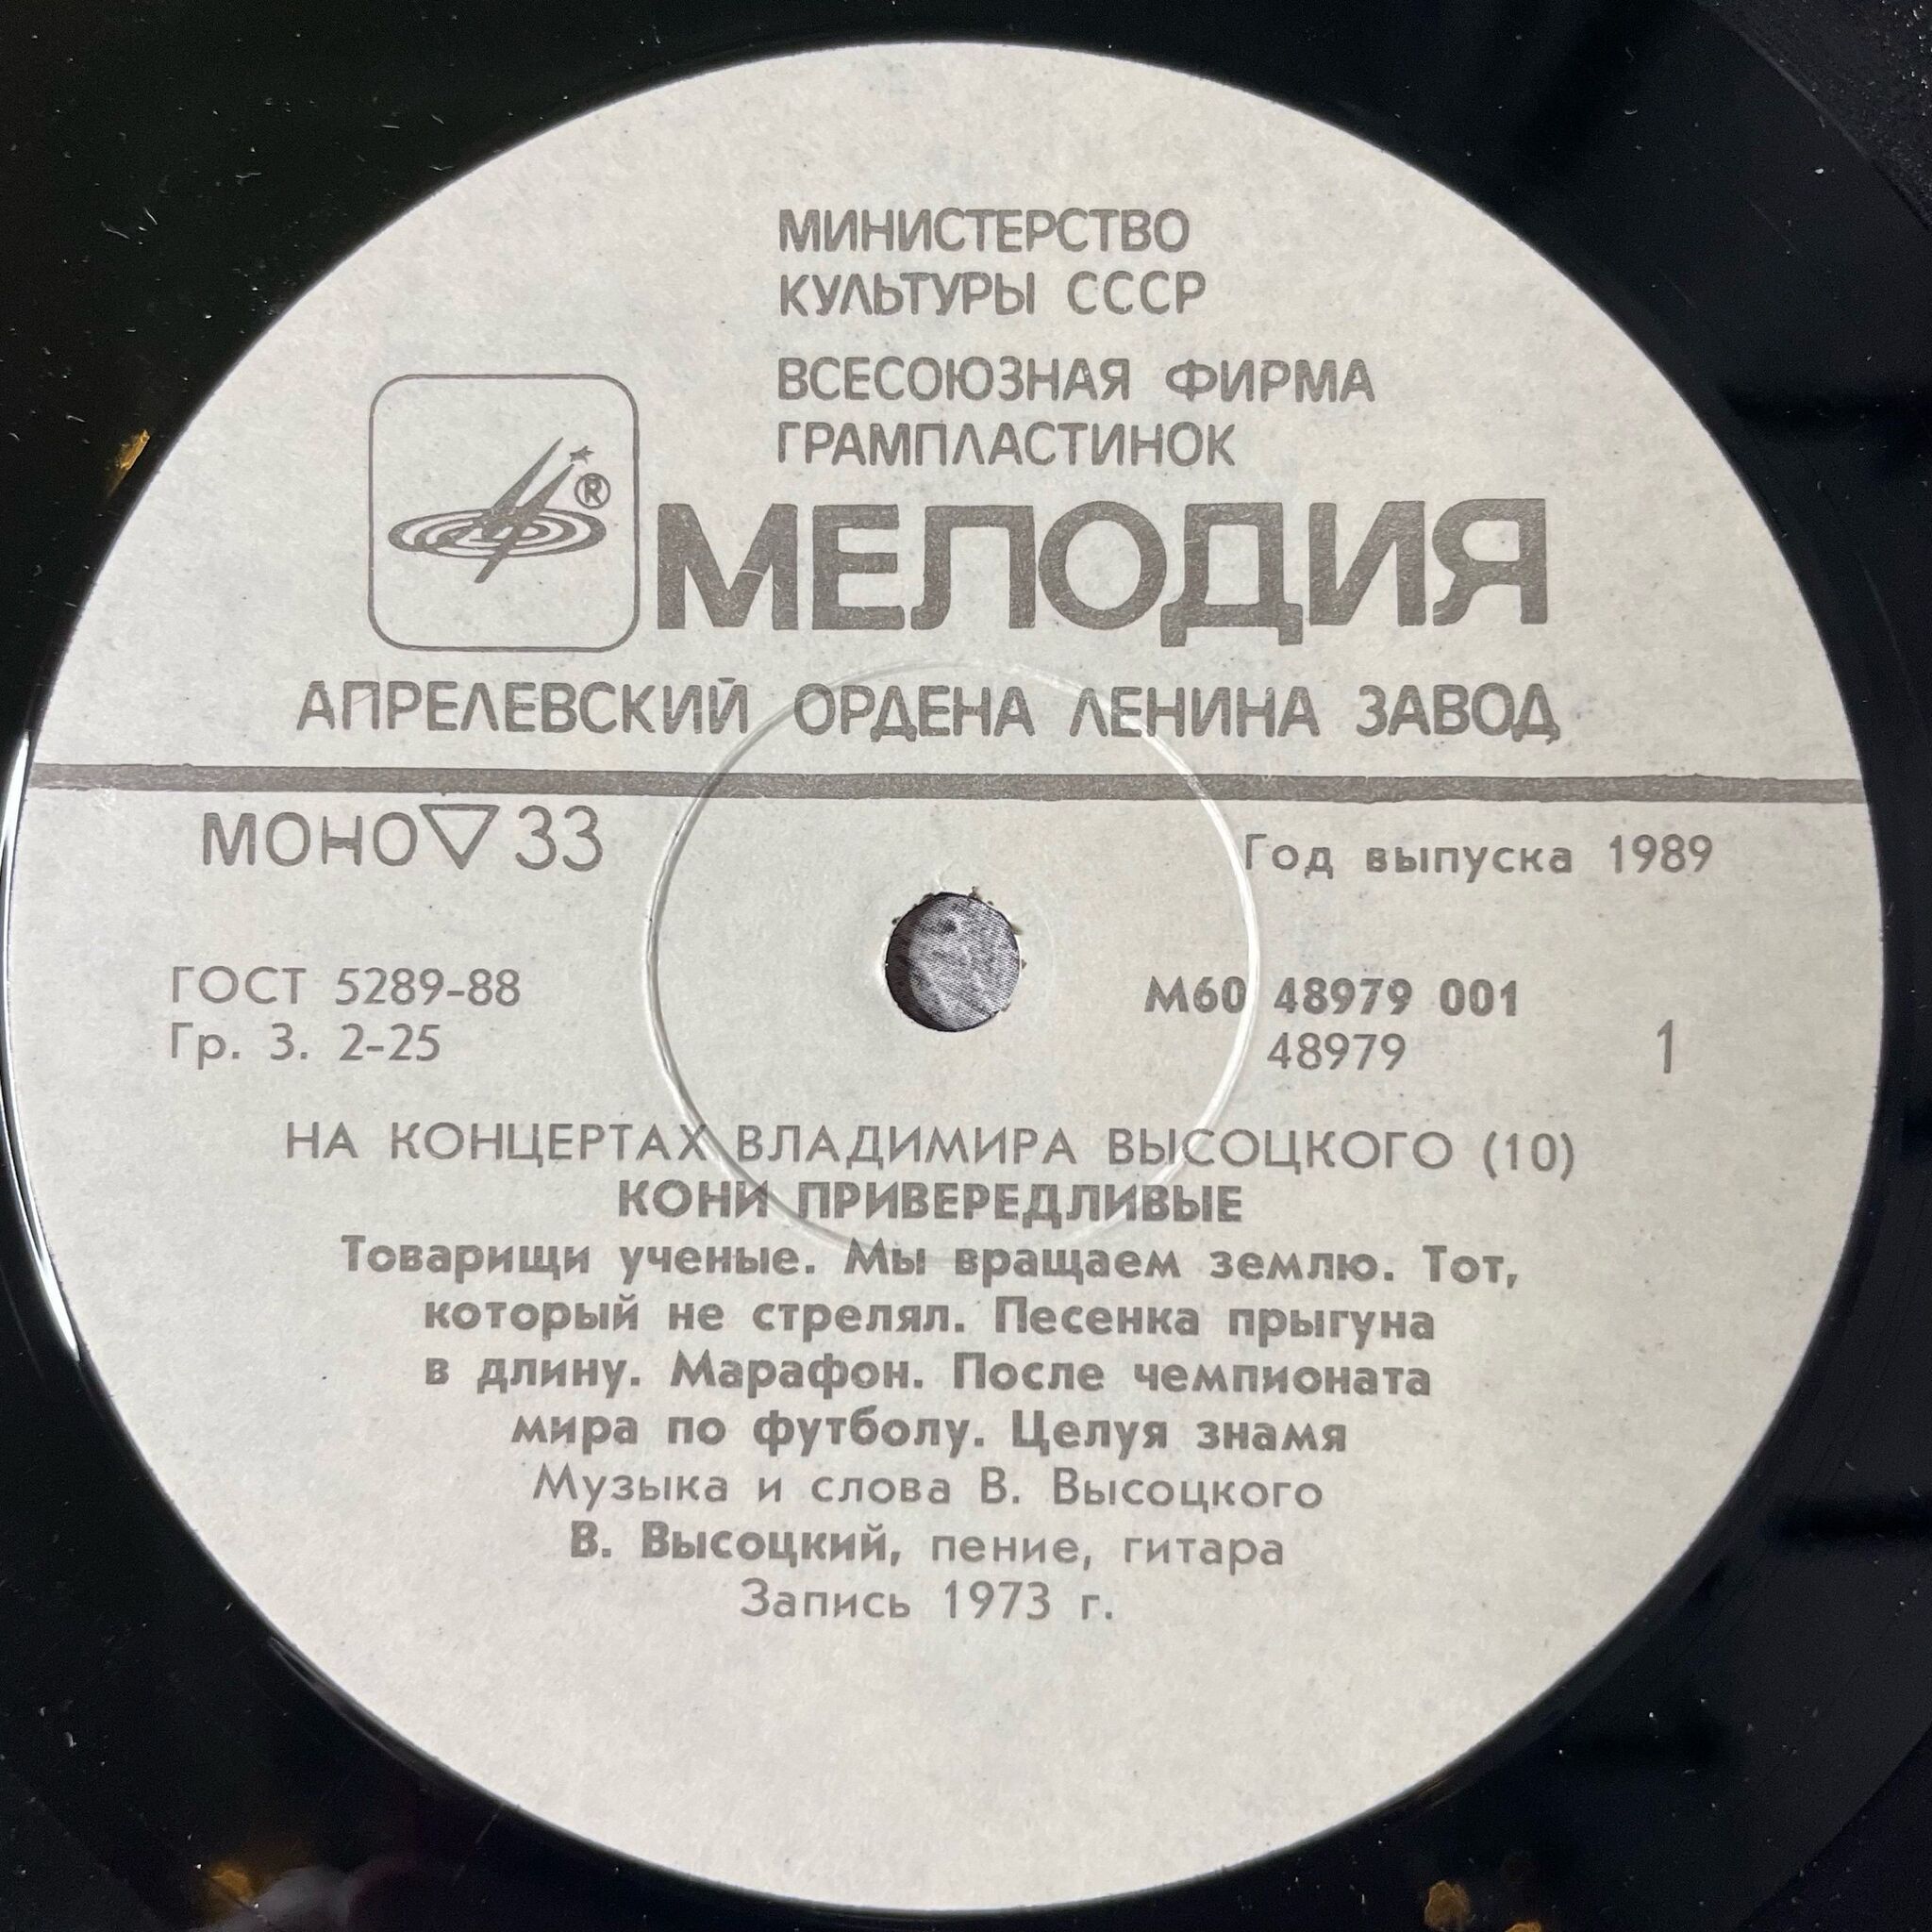 МИНИСТЕРСТВО
КУЛЬТУРЫ СССР
ВСЕСОЮЗНАЯ ФИРМА
ГРАМПЛАСТИНОК
®
МЕЛОДИЯ
АПРЕЛЕВСКИЙ ОРДЕНА ЛЕНИНА ЗАВОД
МОНО ▽ 33
Год выпуска 1989
ГОСТ 5289-88
Гр. 3. 2-25
М60 48979 001
48979
1
НА КОНЦЕРТАХ ВЛАДИМИРА ВЫСОЦКОГО (10)
КОНИ ПРИВЕРЕДЛИВЫЕ
Товарищи ученые. Мы вращаем землю. Тот,
который не стрелял. Песенка прыгуна
в длину. Марафон. После чемпионата
мира по футболу. Целуя знамя
Музыка и слова В. Высоцкого
В. Высоцкий, пение, гитара
Запись 1973 г.